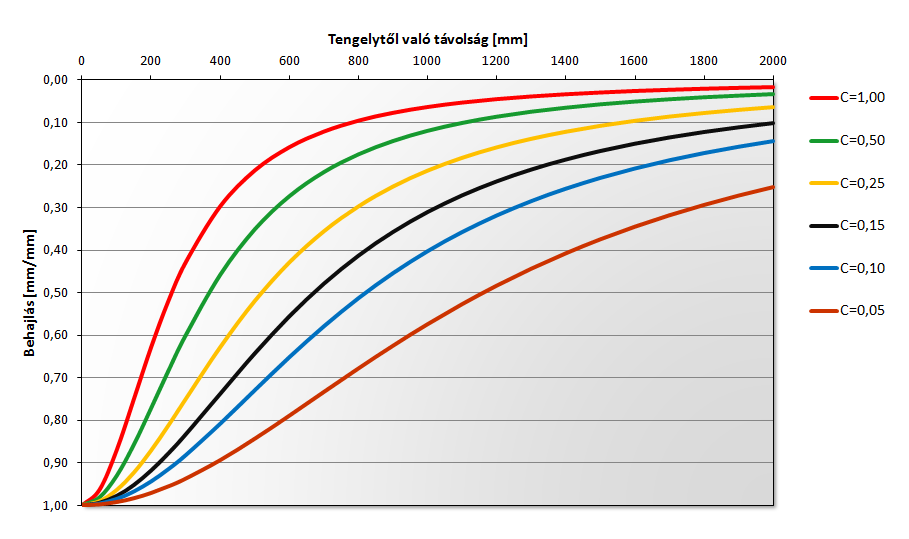 Tengelytől való távolság [mm]
0 200 400 600 800 1000 1200 1400 1600 1800 2000
0,00
0,10
0,20
0,30
0,40
0,50
0,60
0,70
0,80
0,90
1,00
Behajlás [mm/mm]
C=1,00
C=0,50
C=0,25
C=0,15
C=0,10
C=0,05